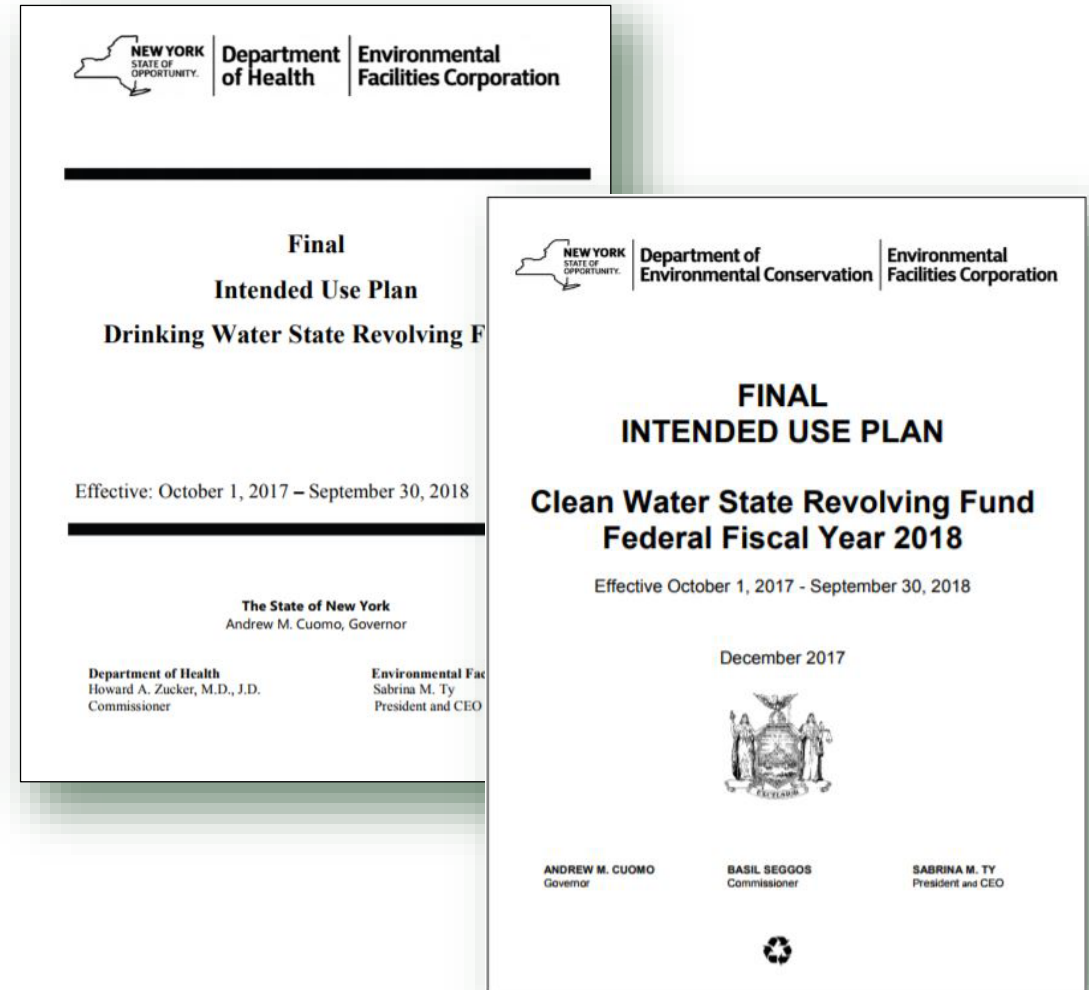 NEW YORK
STATE OF
OPPORTUNITY.
Department
of Health
Environmental
Facilities Corporation
Final
Intended Use Plan
Drinking Water State Revolving F
Effective: October 1, 2017 – September 30, 2018
The State of New York
Andrew M. Cuomo, Governor
Department of Health
Howard A. Zucker, M.D., J.D.
Commissioner
Environmental Fac
Sabrina M. Ty
President and CEO
NEW YORK
STATE OF
OPPORTUNITY.
Department of
Environmental Conservation
Environmental
Facilities Corporation
FINAL
INTENDED USE PLAN
Clean Water State Revolving Fund
Federal Fiscal Year 2018
Effective October 1, 2017 - September 30, 2018
December 2017
EXCELSIOR
ANDREW M. CUOMO
Governor
BASIL SEGGOS
Commissioner
SABRINA M. TY
President and CEO